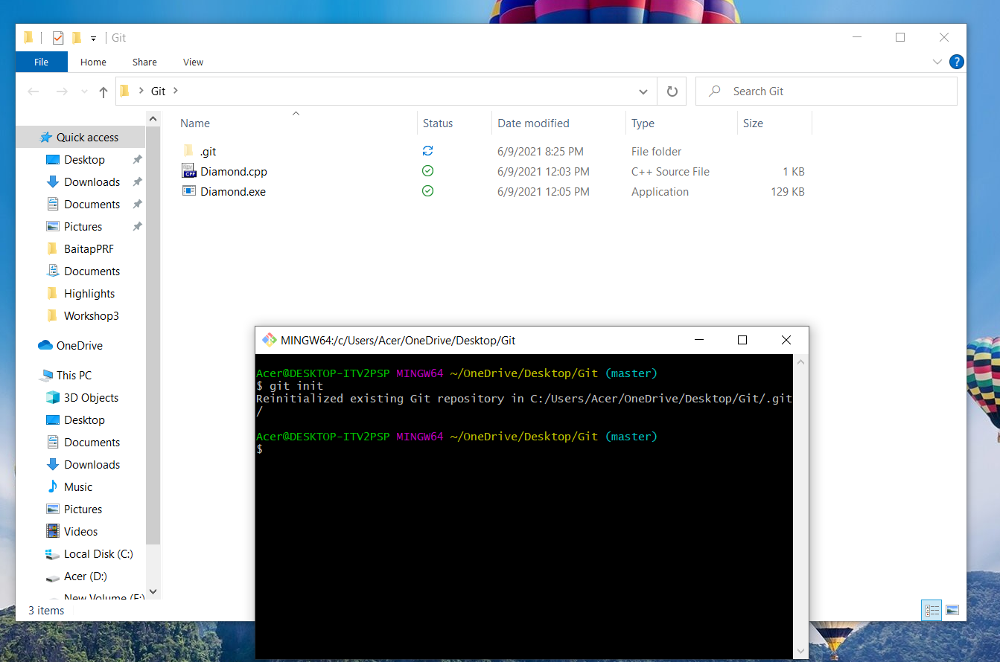 Git
File Home Share View
Git
Search Git
Name Status Date modified Type Size
.git 6/9/2021 8:25 PM File folder
Diamond.cpp 6/9/2021 12:03 PM C++ Source File 1 KB
Diamond.exe 6/9/2021 12:05 PM Application 129 KB
Quick access
Desktop
Downloads
Documents
Pictures
BaitapPRF
Documents
Highlights
Workshop3
OneDrive
This PC
3D Objects
Desktop
Documents
Downloads
Music
Pictures
Videos
Local Disk (C:)
Acer (D:)
New Volume (E:)
3 items
MINGW64:/c/Users/Acer/OneDrive/Desktop/Git
Acer@DESKTOP-ITV2PSP MINGW64 ~/OneDrive/Desktop/Git (master)
$ git init
Reinitialized existing Git repository in C:/Users/Acer/OneDrive/Desktop/Git/.git
/
Acer@DESKTOP-ITV2PSP MINGW64 ~/OneDrive/Desktop/Git (master)
$